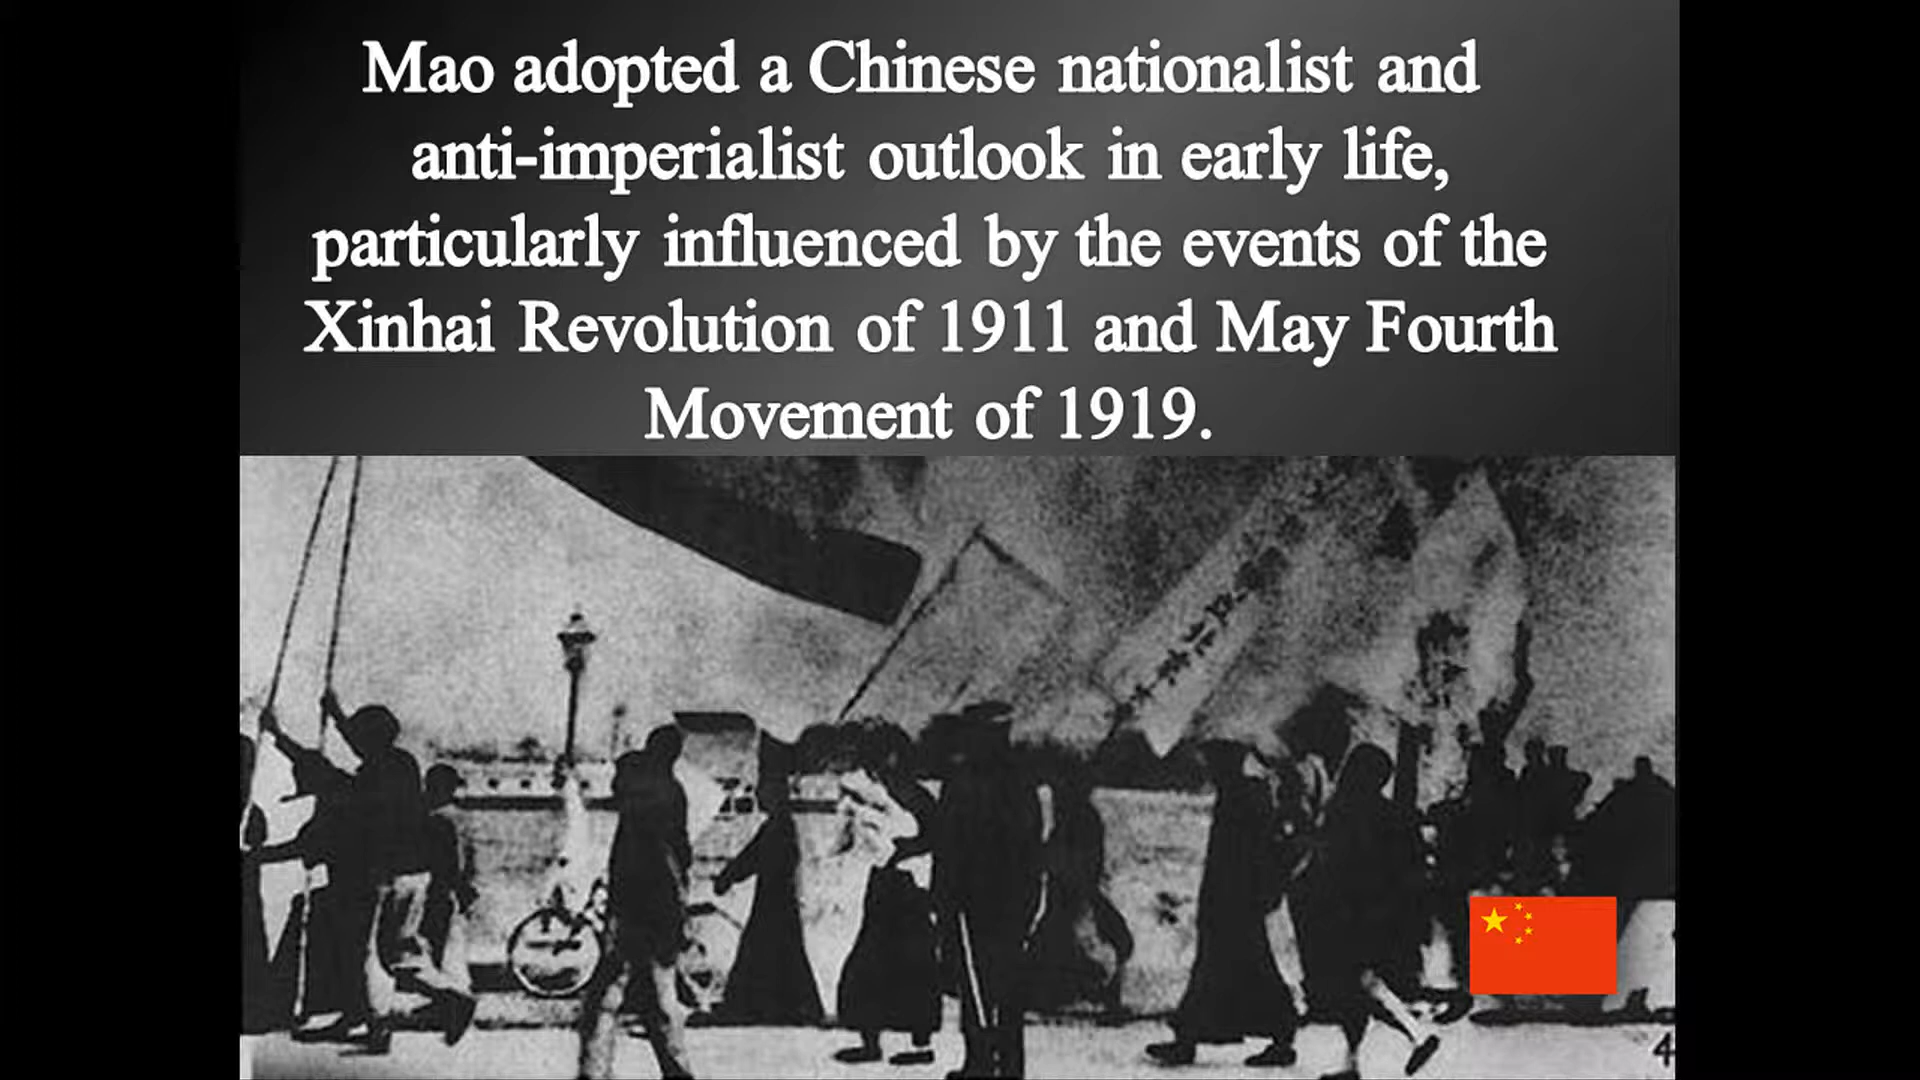 Mao adopted a Chinese nationalist and
anti-imperialist outlook in early life,
particularly influenced by the events of the
Xinhai Revolution of 1911 and May Fourth
Movement of 1919.
4